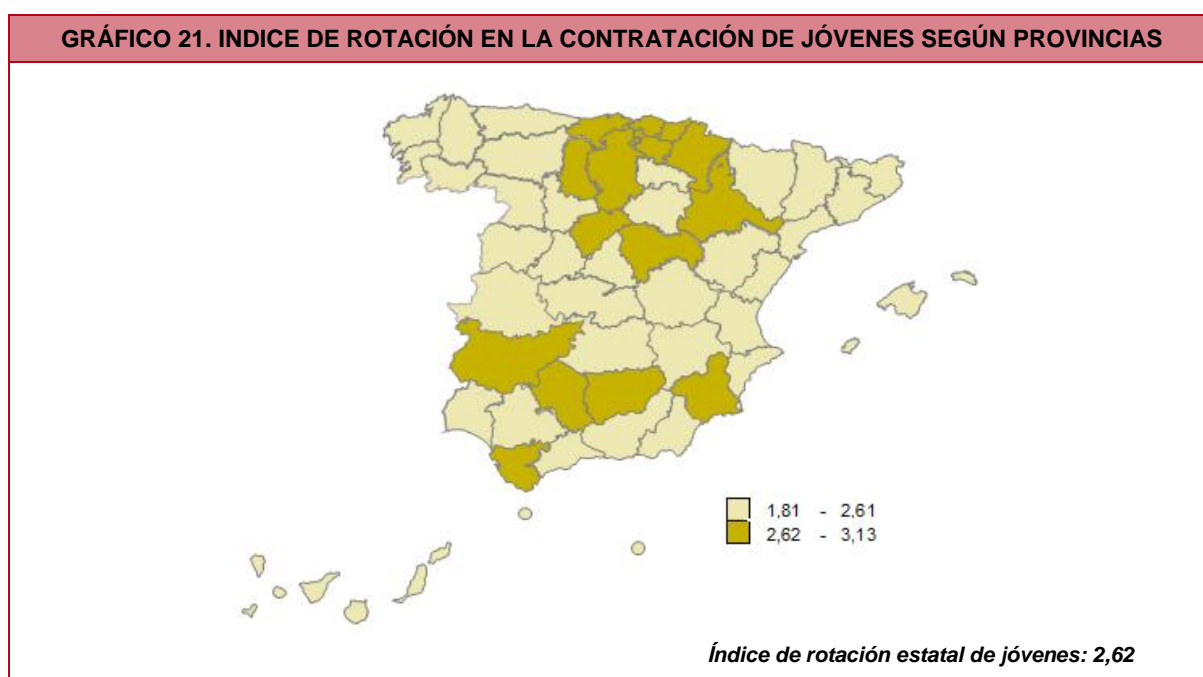 GRÁFICO 21. INDICE DE ROTACIÓN EN LA CONTRATACIÓN DE JÓVENES SEGÚN PROVINCIAS
1,81 - 2,61
2,62 - 3,13
Índice de rotación estatal de jóvenes: 2,62